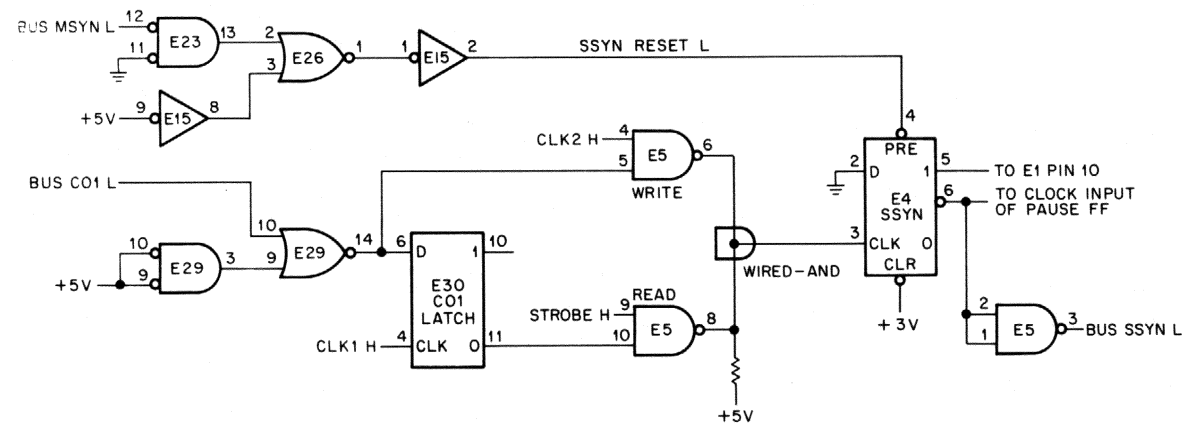 BUS MSYN L
12
11
E23
13
2
3
E26
1
1
E15
2
SSYN RESET L
+5V
9
E15
8
4
CLK2 H
4
5
E5
6
WRITE
BUS CO1 L
10
+5V
10
9
E29
3
9
E29
14
6
D
1
10
E30
CO1
LATCH
CLK1 H
4
CLK
0
11
READ
STROBE H
9
10
E5
8
+5V
WIRED-AND
PRE
2
D
1
5
TO E1 PIN 10
E4
SSYN
6
TO CLOCK INPUT
OF PAUSE FF
3
CLK
0
CLR
+3V
2
1
E5
3
BUS SSYN L